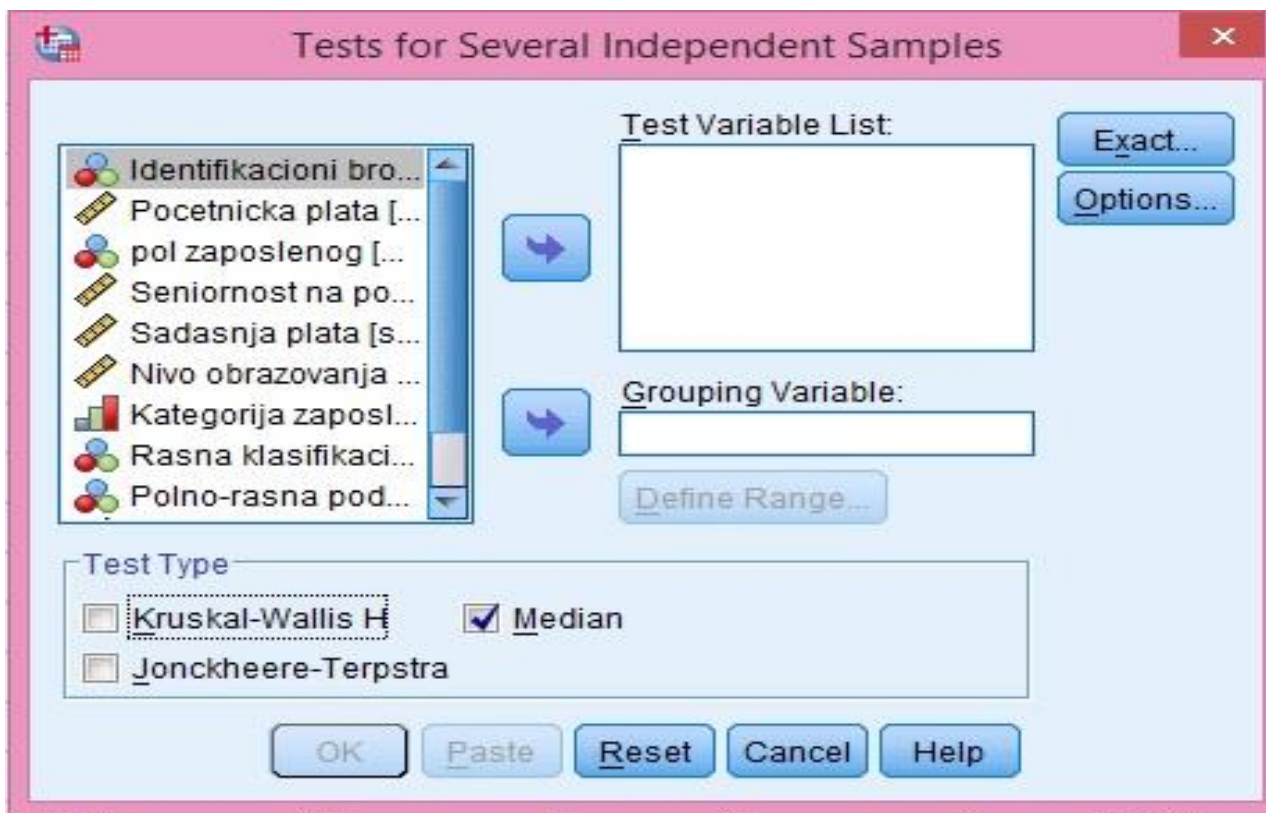 Tests for Several Independent Samples
Identifikacioni bro...
Pocetnicka plata [...
pol zaposlenog [...
Seniornost na po...
Sadasnja plata [s...
Nivo obrazovanja ...
Kategorija zaposl...
Rasna klasifikaci...
Polno-rasna pod...
Test Variable List:
Grouping Variable:
Define Range...
Exact...
Options...
Test Type
Kruskal-Wallis H
Median
Jonckheere-Terpstra
OK
Paste
Reset
Cancel
Help